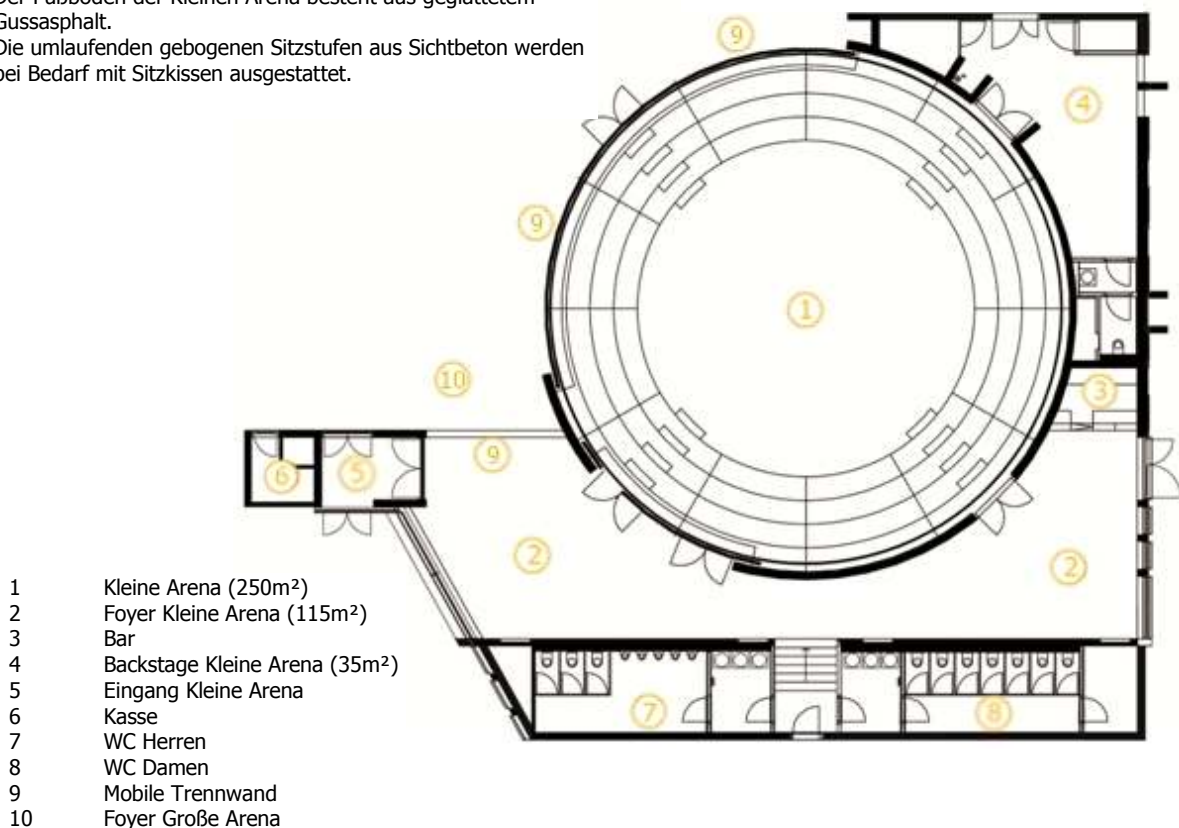 Der Fußboden der Kleinen Arena besteht aus geglättetem
Gussasphalt.
Die umlaufenden gebogenen Sitzstufen aus Sichtbeton werden
bei Bedarf mit Sitzkissen ausgestattet.
9
4
9
1
10
3
9
6
5
2
2
7
8
1 Kleine Arena (250m²)
2 Foyer Kleine Arena (115m²)
3 Bar
4 Backstage Kleine Arena (35m²)
5 Eingang Kleine Arena
6 Kasse
7 WC Herren
8 WC Damen
9 Mobile Trennwand
10 Foyer Große Arena